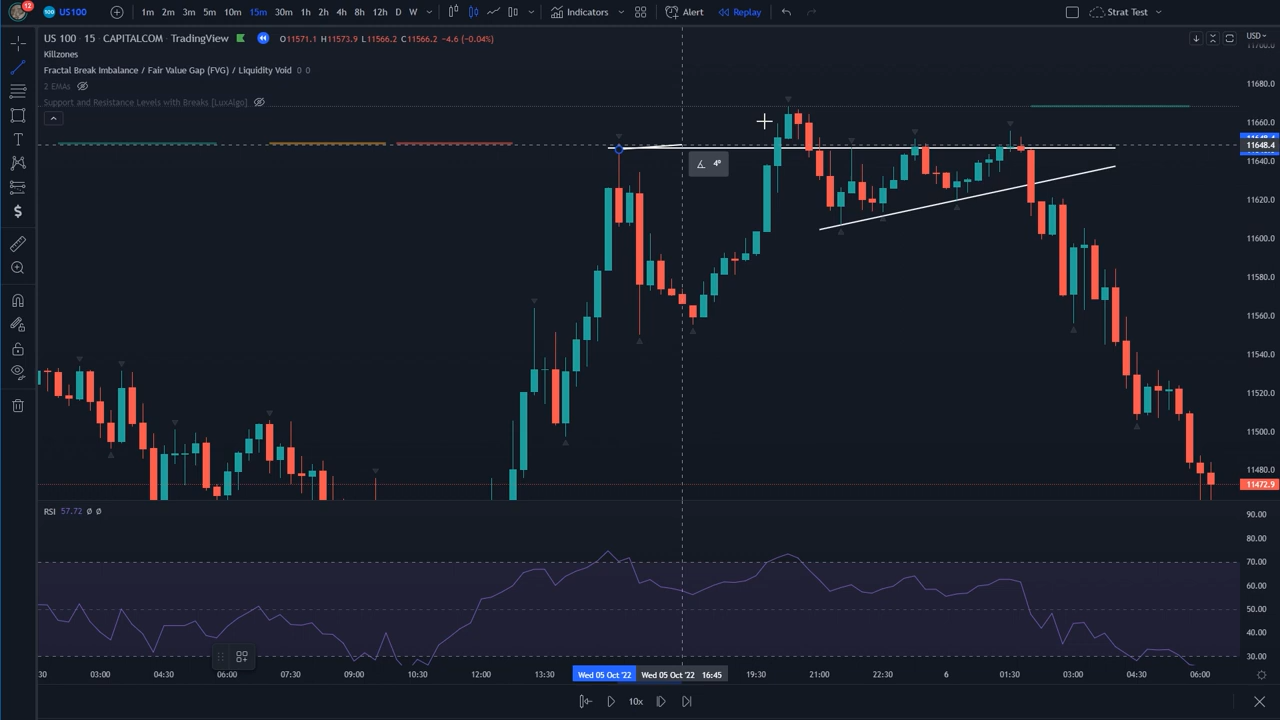 12
100 US100 1m 2m 3m 5m 10m 15m 30m 1h 2h 4h 8h 12h D W Indicators Alert Replay Strat Test
US 100 · 15 · CAPITALCOM · TradingView O11571.1 H11573.9 L11566.2 C11566.2 -4.6 (-0.04%)
USD
Killzones
Fractal Break Imbalance / Fair Value Gap (FVG) / Liquidity Void 0 0
2 EMAs
Support and Resistance Levels with Breaks [LuxAlgo]
11680.0
11660.0
11648.4
11640.0
4º
11620.0
11600.0
11580.0
11560.0
11540.0
11520.0
11500.0
11480.0
11472.9
RSI 57.72 Ø Ø
90.00
80.00
70.00
60.00
50.00
40.00
30.00
:30 03:00 04:30 06:00 07:30 09:00 10:30 12:00 13:30 Wed 05 Oct '22 Wed 05 Oct '22 16:45 19:30 21:00 22:30 6 01:30 03:00 04:30 06:00
10x